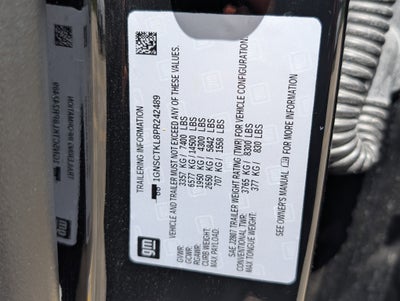 TRAILERING INFORMATION
1GNSCTKL8PR242489
VEHICLE AND TRAILER MUST NOT EXCEED ANY OF THESE VALUES.
GVWR: 3357 KG / 7400 LBS
GCWR: 6577 KG / 14500 LBS
RGAWR: 1950 KG / 4300 LBS
CURB WEIGHT: 2650 KG / 5842 LBS
MAX. PAYLOAD: 707 KG / 1558 LBS
SAE J2807 TRAILER WEIGHT RATING (TWR) FOR VEHICLE CONFIGURATION
CONVENTIONAL TWR: 3765 KG / 8300 LBS
MAX. TONGUE WEIGHT: 377 KG / 830 LBS
SEE OWNER'S MANUAL FOR MORE INFORMATION
gm